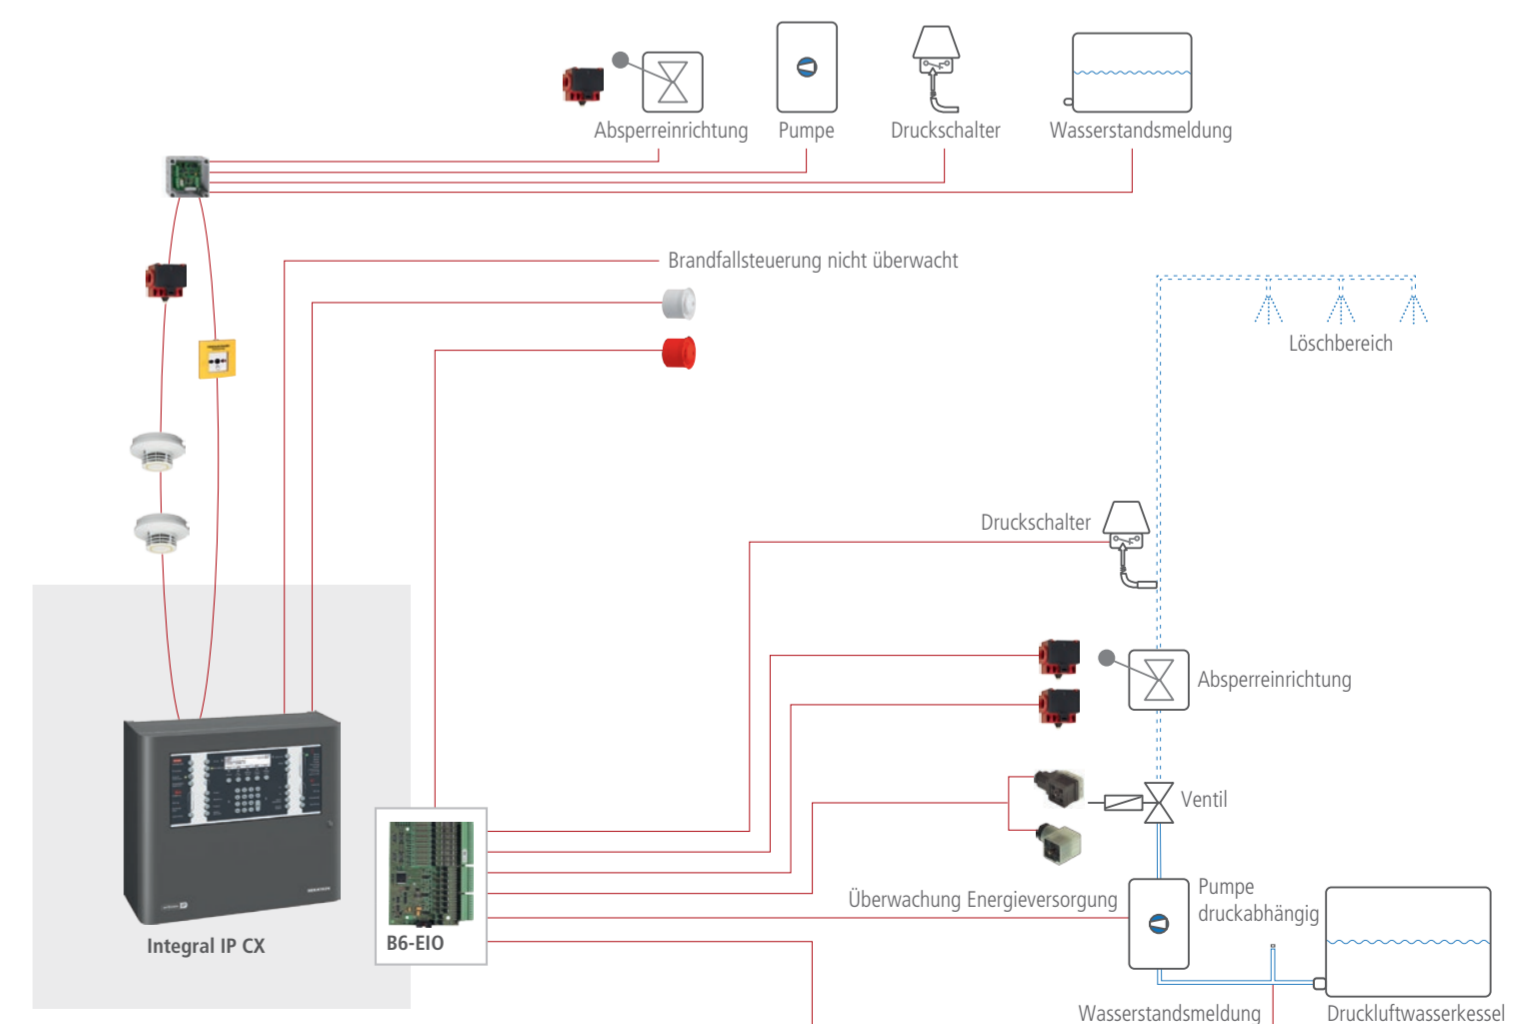 Absperreinrichtung
Pumpe
Druckschalter
Wasserstandsmeldung
Brandfallsteuerung nicht überwacht
Löschbereich
Druckschalter
Absperreinrichtung
Ventil
Überwachung Energieversorgung
Pumpe
druckabhängig
Integral IP CX
B6-EIO
Wasserstandsmeldung
Druckluftwasserkessel